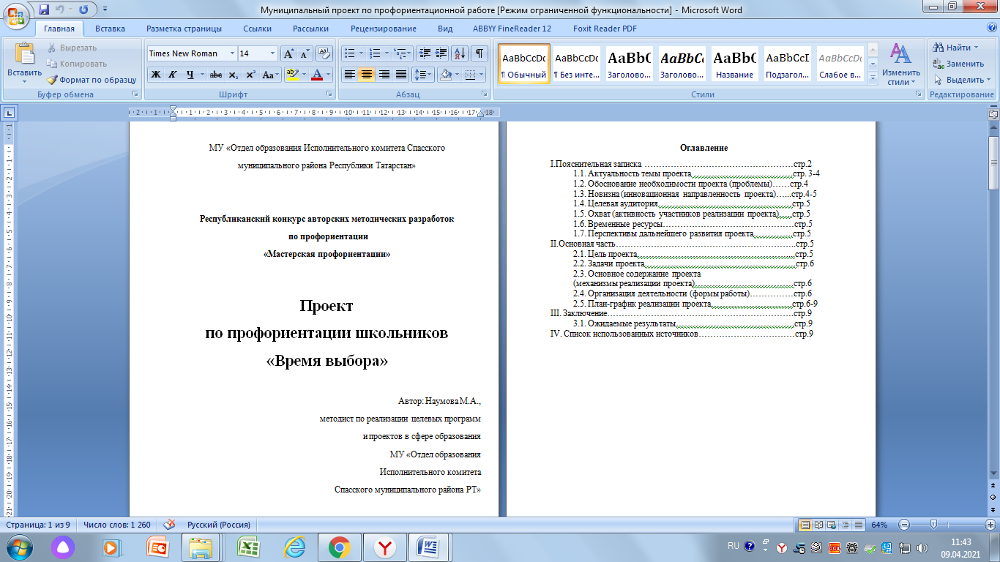 Муниципальный проект по профориентационной работе [Режим ограниченной функциональности] - Microsoft Word
Главная Вставка Разметка страницы Ссылки Рассылки Рецензирование Вид ABBYY FineReader 12 Foxit Reader PDF
Вставить
Вырезать
Копировать
Формат по образцу
Буфер обмена
Times New Roman 14
Ж К Ч abc x₂ x² Aa
Шрифт
Абзац
АаBbCcDc АаBbCcDc AaBbC AaBbCc AaBbC AaBbCcI AaBbCcDc
¶ Обычный ¶ Без инте... Заголово... Заголово... Название Подзагол... Слабое в...
Стили
Изменить стили
Найти
Заменить
Выделить
Редактирование
МУ «Отдел образования Исполнительного комитета Спасского
муниципального района Республики Татарстан»
Республиканский конкурс авторских методических разработок
по профориентации
«Мастерская профориентации»
Проект
по профориентации школьников
«Время выбора»
Автор: Наумова М.А.,
методист по реализации целевых программ
и проектов в сфере образования
МУ «Отдел образования
Исполнительного комитета
Спасского муниципального района РТ»
Оглавление
I.Пояснительная записка ……………………………………………стр.2
1.1. Актуальность темы проекта стр. 3-4
1.2. Обоснование необходимости проекта (проблемы)……стр.4
1.3. Новизна (инновационная направленность проекта)…...стр.4-5
1.4. Целевая аудитория стр.5
1.5. Охват (активность участников реализации проекта) стр.5
1.6. Временные ресурсы………………………………………стр.5
1.7. Перспективы дальнейшего развития проекта стр.5
II.Основная часть……………………………………………………..стр.5
2.1. Цель проекта стр.5
2.2. Задачи проекта стр.6
2.3. Основное содержание проекта
(механизмы реализации проекта) стр.6
2.4. Организация деятельности (формы работы)……………стр.6
2.5. План-график реализации проекта стр.6-9
III. Заключение………………………………………………………стр.9
3.1. Ожидаемые результаты стр.9
IV. Список использованных источников……………………………стр.9
Страница: 1 из 9 Число слов: 1 260 Русский (Россия) 64%
RU 11:43
09.04.2021